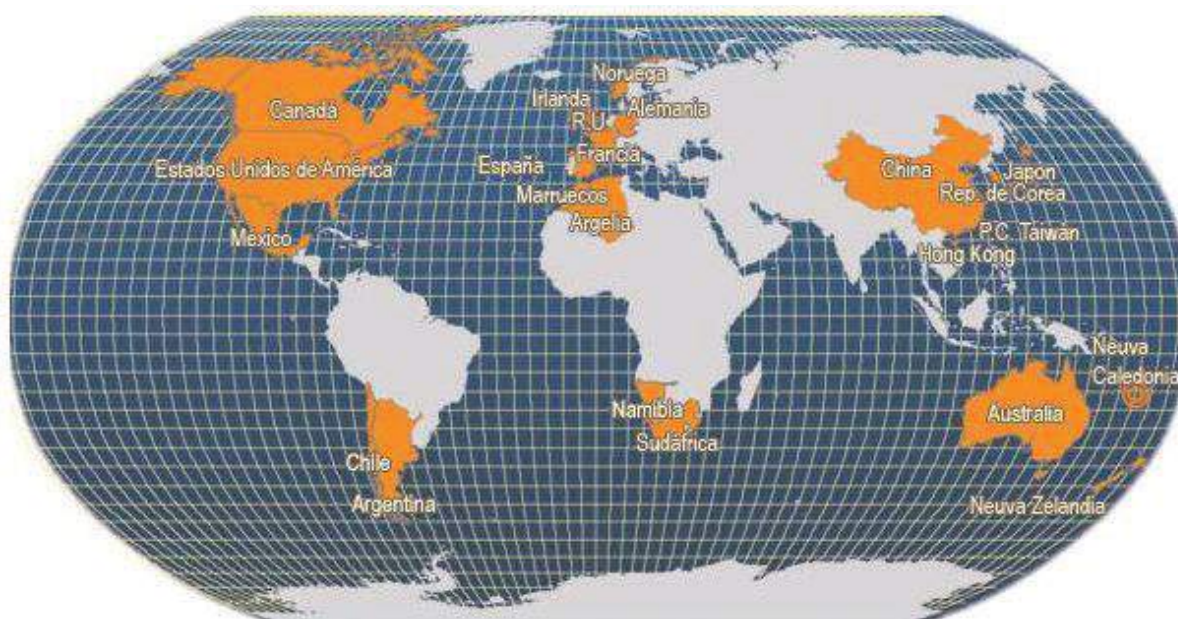 Noruega
Canadá
Irlanda
Alemania
R.U.
Francia
España
Estados Unidos de América
China
Japón
Rep. de Corea
Marruecos
Argelia
México
P.C. Taiwán
Hong Kong
Neuva
Caledonia
Namibia
Australia
Sudáfrica
Chile
Argentina
Neuva Zelandia